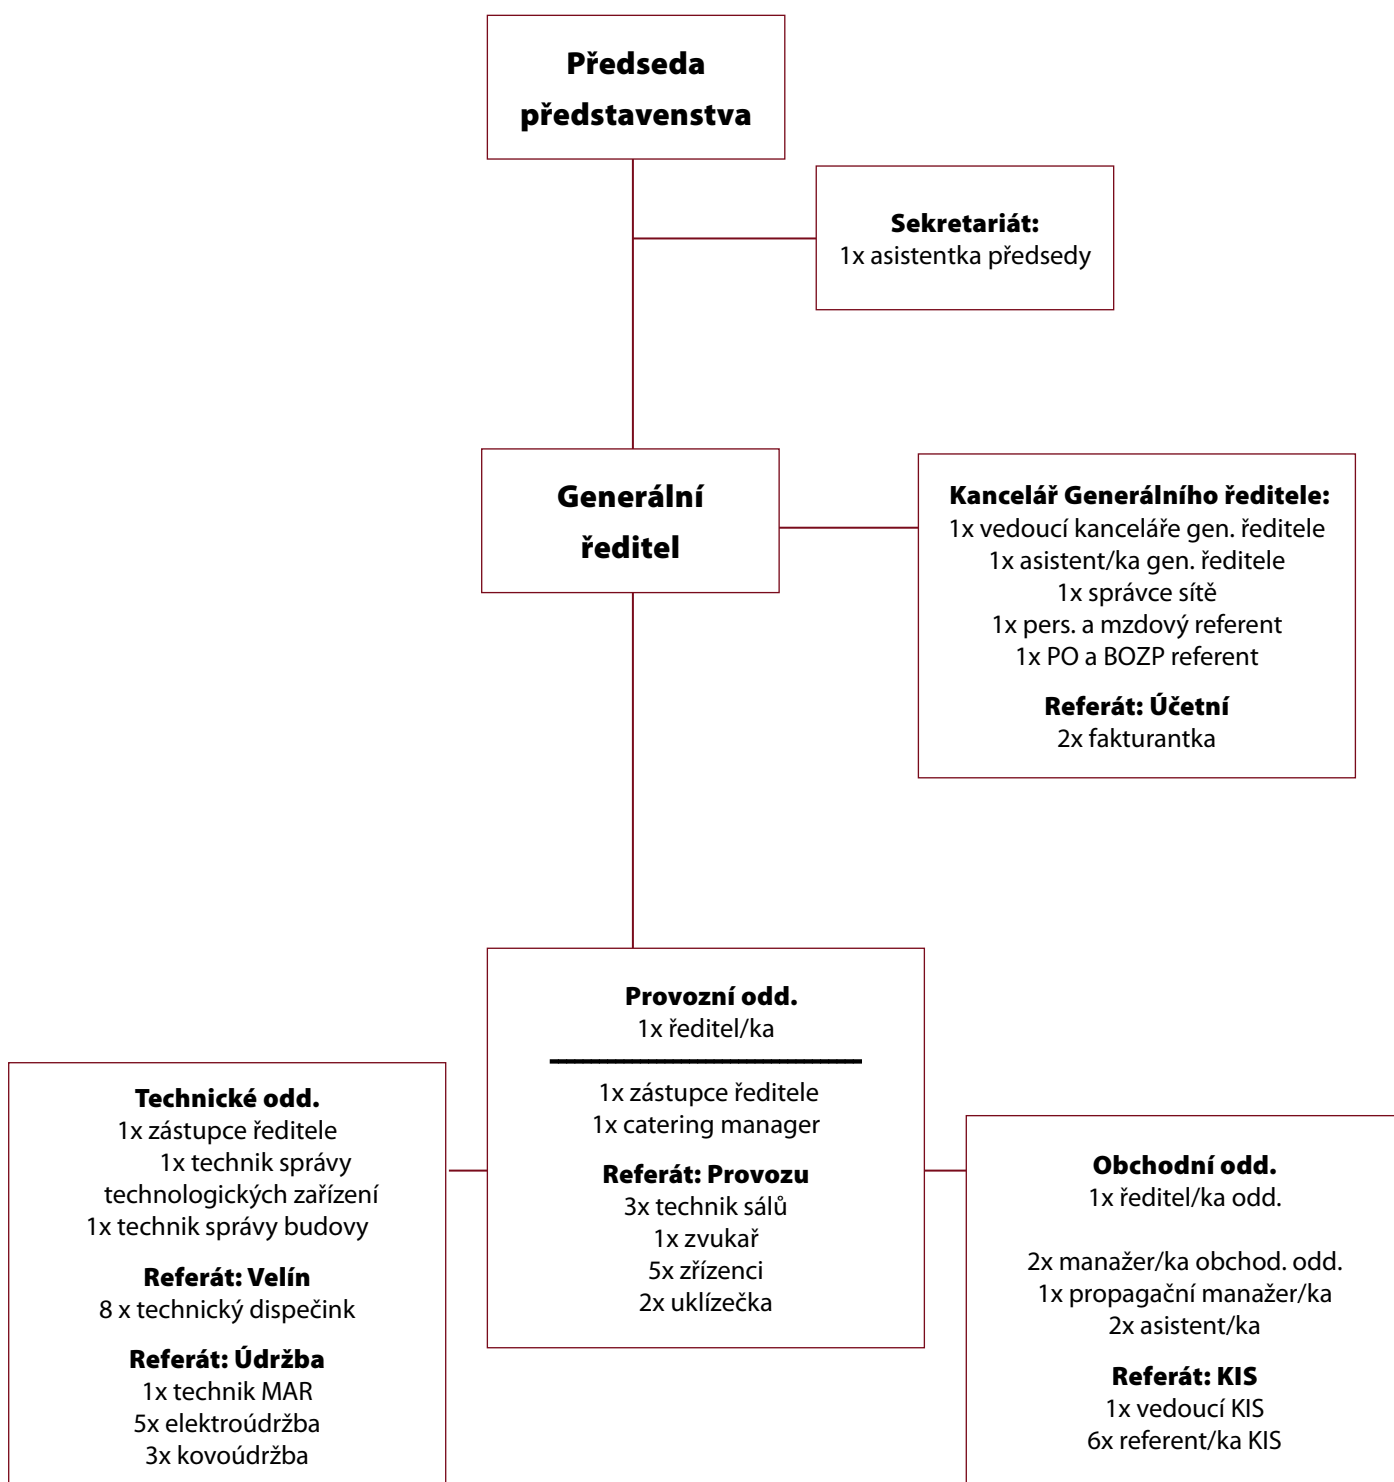 Předseda
představenstva
Sekretariát:
1x asistentka předsedy
Generální
ředitel
Kancelář Generálního ředitele:
1x vedoucí kanceláře gen. ředitele
1x asistent/ka gen. ředitele
1x správce sítě
1x pers. a mzdový referent
1x PO a BOZP referent
Referát: Účetní
2x fakturantka
Provozní odd.
1x ředitel/ka
1x zástupce ředitele
1x catering manager
Referát: Provozu
3x technik sálů
1x zvukař
5x zřízenci
2x uklízečka
Technické odd.
1x zástupce ředitele
1x technik správy
technologických zařízení
1x technik správy budovy
Referát: Velín
8 x technický dispečink
Referát: Údržba
1x technik MAR
5x elektroúdržba
3x kovoúdržba
Obchodní odd.
1x ředitel/ka odd.
2x manažer/ka obchod. odd.
1x propagační manažer/ka
2x asistent/ka
Referát: KIS
1x vedoucí KIS
6x referent/ka KIS